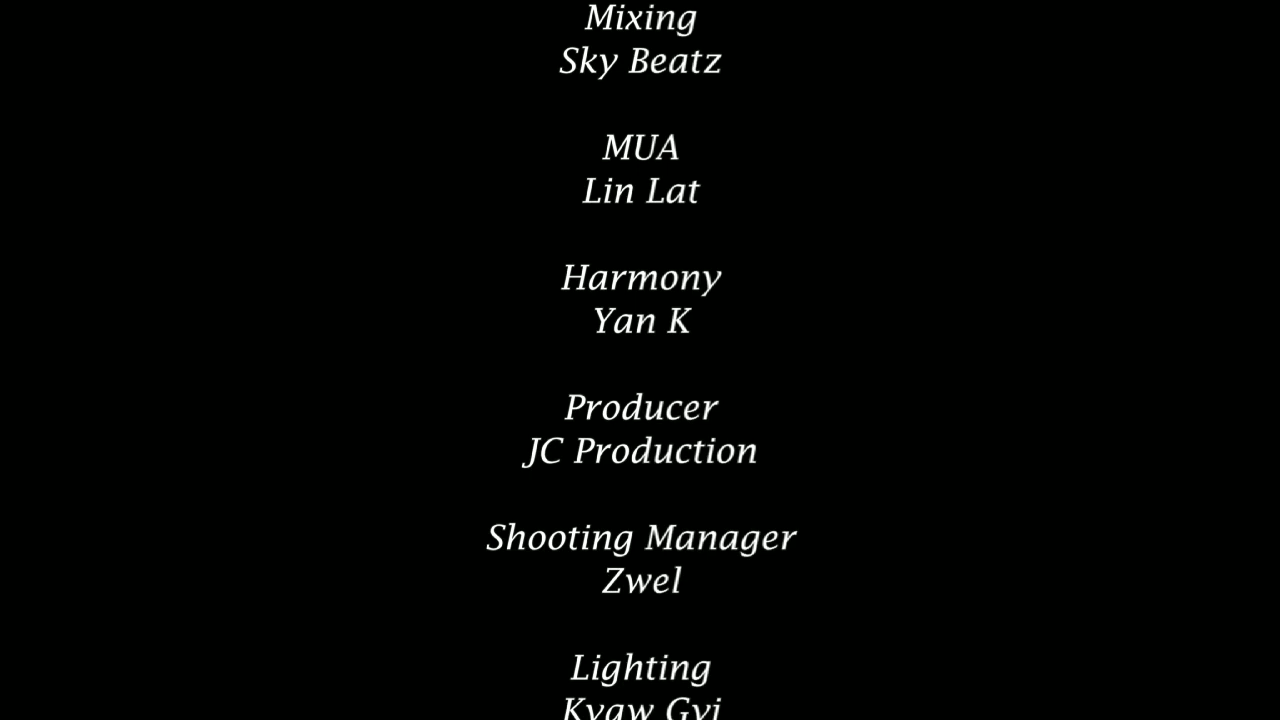 Mixing
Sky Beatz
MUA
Lin Lat
Harmony
Yan K
Producer
JC Production
Shooting Manager
Zwel
Lighting
Kyaw Gyi